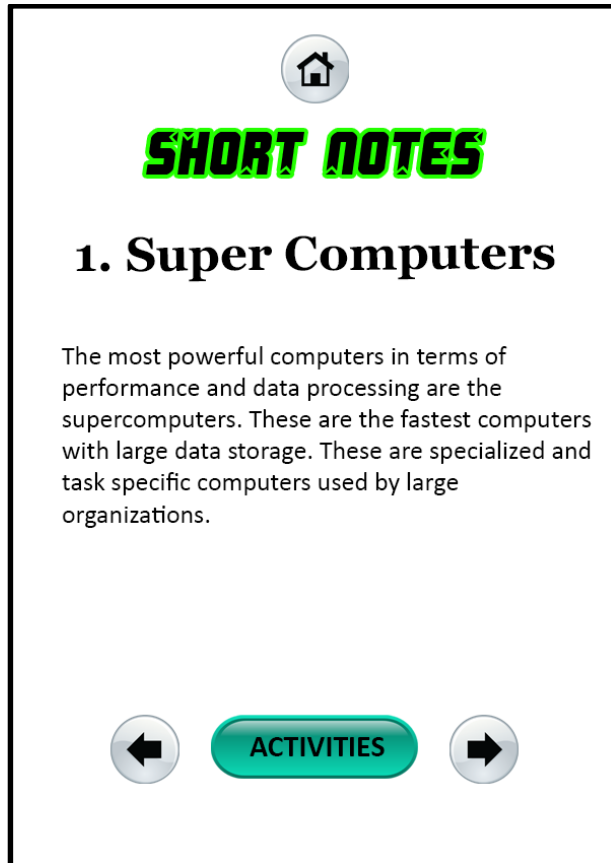 SHORT NOTES
1. Super Computers
The most powerful computers in terms of
performance and data processing are the
supercomputers. These are the fastest computers
with large data storage. These are specialized and
task specific computers used by large
organizations.
ACTIVITIES